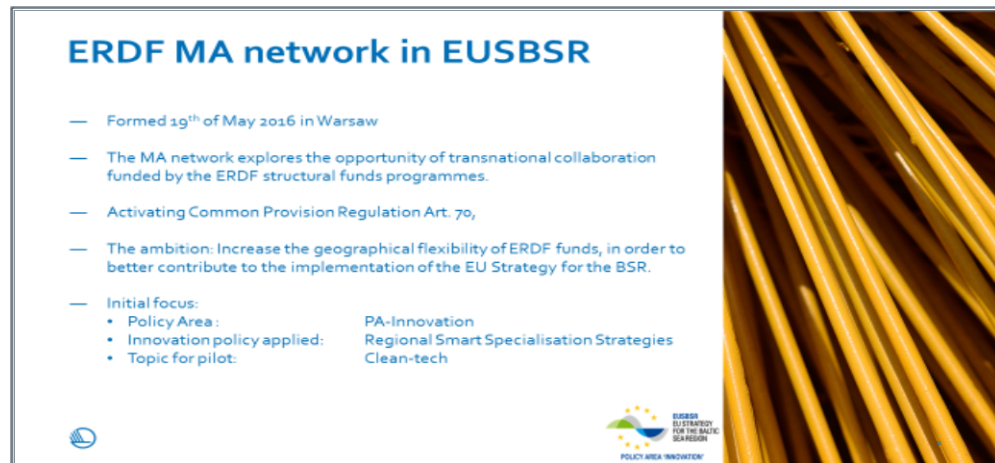 ERDF MA network in EUSBSR
— Formed 19th of May 2016 in Warsaw
— The MA network explores the opportunity of transnational collaboration
funded by the ERDF structural funds programmes.
— Activating Common Provision Regulation Art. 70,
— The ambition: Increase the geographical flexibility of ERDF funds, in order to
better contribute to the implementation of the EU Strategy for the BSR.
— Initial focus:
• Policy Area : PA-Innovation
• Innovation policy applied: Regional Smart Specialisation Strategies
• Topic for pilot: Clean-tech
EUSBSR
EU STRATEGY
FOR THE BALTIC
SEA REGION
POLICY AREA 'INNOVATION'